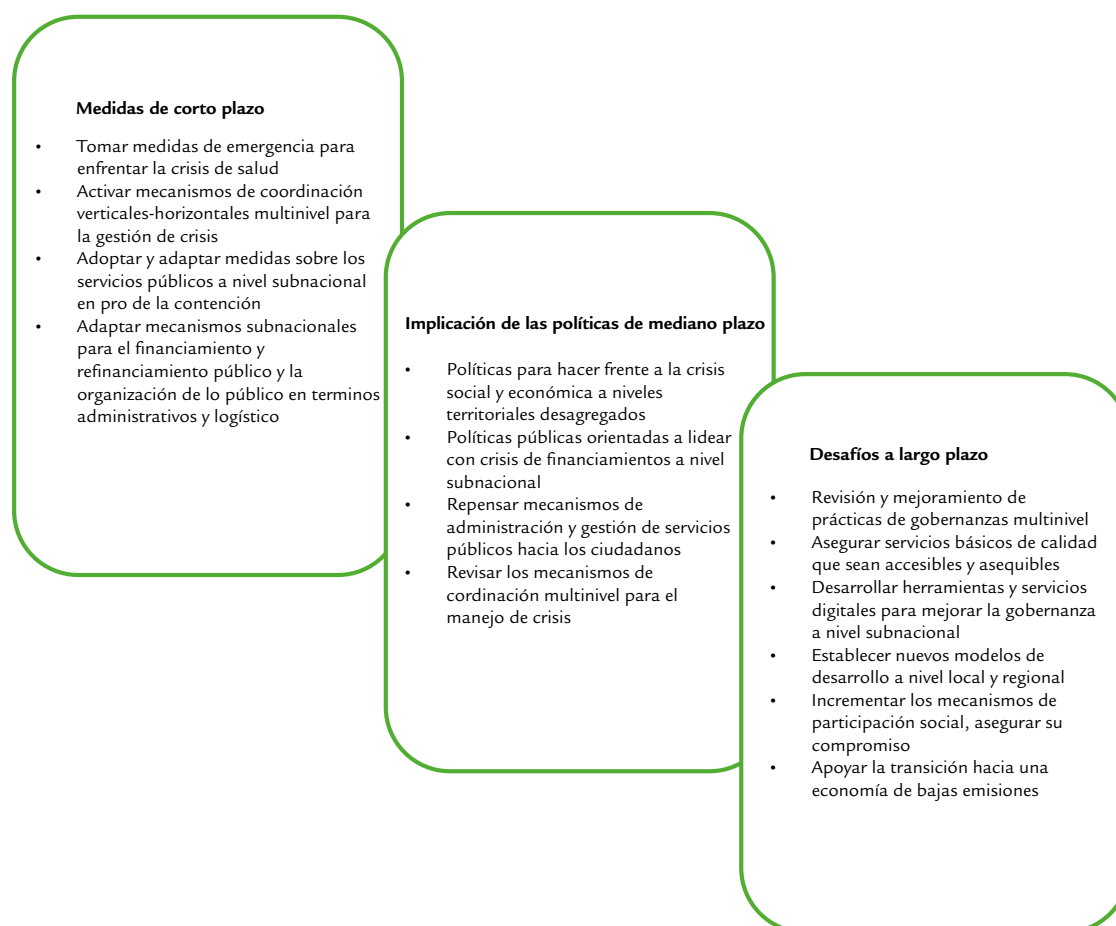 Medidas de corto plazo
• Tomar medidas de emergencia para
enfrentar la crisis de salud
• Activar mecanismos de coordinación
verticales-horizontales multinivel para
la gestión de crisis
• Adoptar y adaptar medidas sobre los
servicios públicos a nivel subnacional
en pro de la contención
• Adaptar mecanismos subnacionales
para el financiamiento y
refinanciamiento público y la
organización de lo público en terminos
administrativos y logístico
Implicación de las políticas de mediano plazo
• Políticas para hacer frente a la crisis
social y económica a niveles
territoriales desagregados
• Políticas públicas orientadas a lidear
con crisis de financiamientos a nivel
subnacional
• Repensar mecanismos de
administración y gestión de servicios
públicos hacia los ciudadanos
• Revisar los mecanismos de
cordinación multinivel para el
manejo de crisis
Desafíos a largo plazo
• Revisión y mejoramiento de
prácticas de gobernanzas multinivel
• Asegurar servicios básicos de calidad
que sean accesibles y asequibles
• Desarrollar herramientas y servicios
digitales para mejorar la gobernanza
a nivel subnacional
• Establecer nuevos modelos de
desarrollo a nivel local y regional
• Incrementar los mecanismos de
participación social, asegurar su
compromiso
• Apoyar la transición hacia una
economía de bajas emisiones